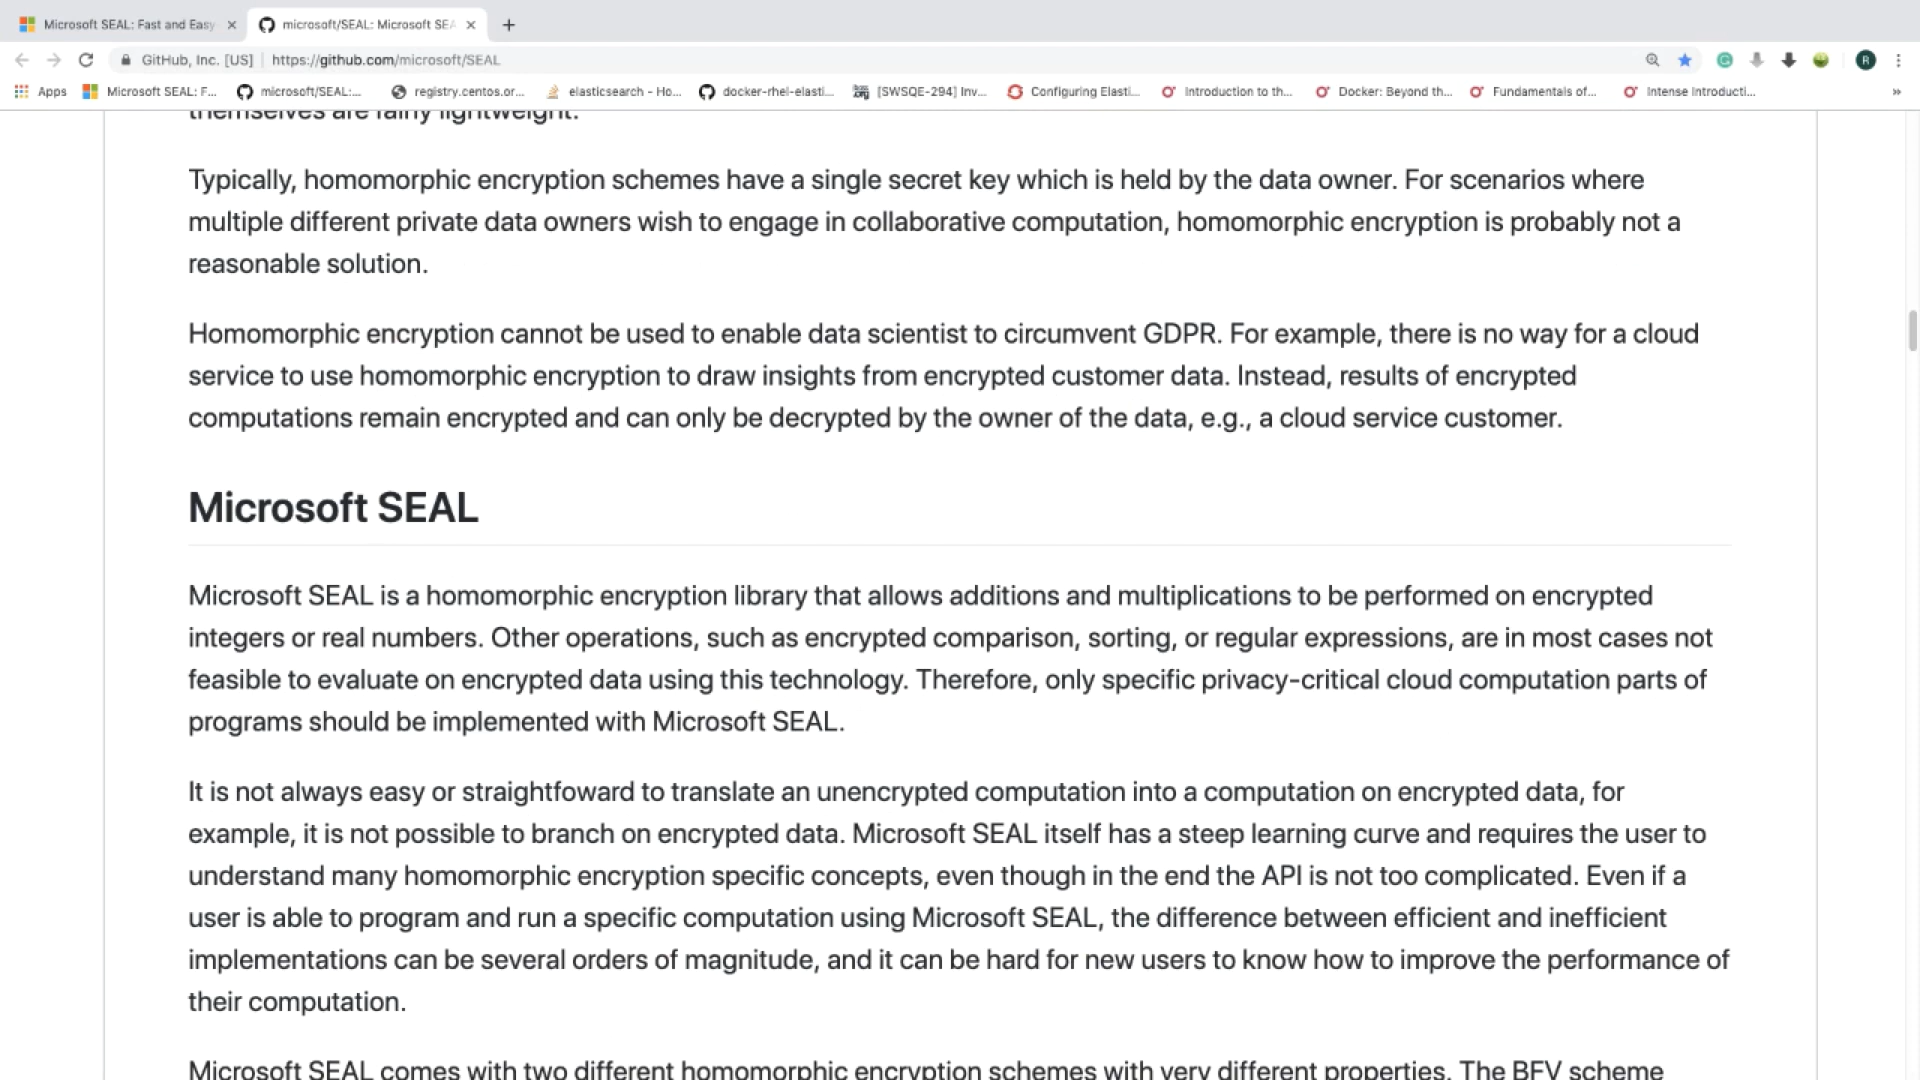 Microsoft SEAL: Fast and Easy
microsoft/SEAL: Microsoft SEA
GitHub, Inc. [US] | https://github.com/microsoft/SEAL
Apps
Microsoft SEAL: F...
microsoft/SEAL:...
registry.centos.or...
elasticsearch - Ho...
docker-rhel-elasti...
[SWSQE-294] Inv...
Configuring Elasti...
Introduction to th...
Docker: Beyond th...
Fundamentals of...
Intense Introducti...
»
R
themselves are fairly lightweight.
Typically, homomorphic encryption schemes have a single secret key which is held by the data owner. For scenarios where
multiple different private data owners wish to engage in collaborative computation, homomorphic encryption is probably not a
reasonable solution.
Homomorphic encryption cannot be used to enable data scientist to circumvent GDPR. For example, there is no way for a cloud
service to use homomorphic encryption to draw insights from encrypted customer data. Instead, results of encrypted
computations remain encrypted and can only be decrypted by the owner of the data, e.g., a cloud service customer.
Microsoft SEAL
Microsoft SEAL is a homomorphic encryption library that allows additions and multiplications to be performed on encrypted
integers or real numbers. Other operations, such as encrypted comparison, sorting, or regular expressions, are in most cases not
feasible to evaluate on encrypted data using this technology. Therefore, only specific privacy-critical cloud computation parts of
programs should be implemented with Microsoft SEAL.
It is not always easy or straightfoward to translate an unencrypted computation into a computation on encrypted data, for
example, it is not possible to branch on encrypted data. Microsoft SEAL itself has a steep learning curve and requires the user to
understand many homomorphic encryption specific concepts, even though in the end the API is not too complicated. Even if a
user is able to program and run a specific computation using Microsoft SEAL, the difference between efficient and inefficient
implementations can be several orders of magnitude, and it can be hard for new users to know how to improve the performance of
their computation.
Microsoft SEAL comes with two different homomorphic encryption schemes with very different properties. The BFV scheme